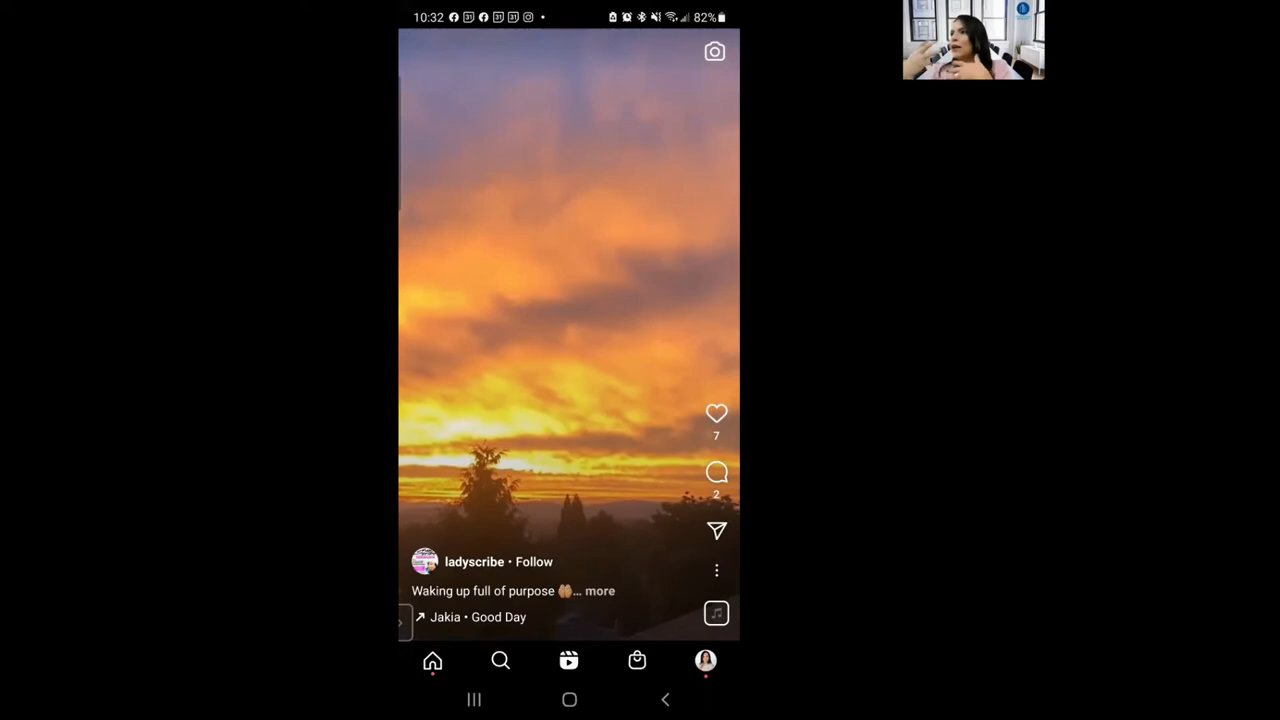 10:32
82%
7
2
ladyscribe • Follow
Waking up full of purpose 🤲... more
Jakia • Good Day